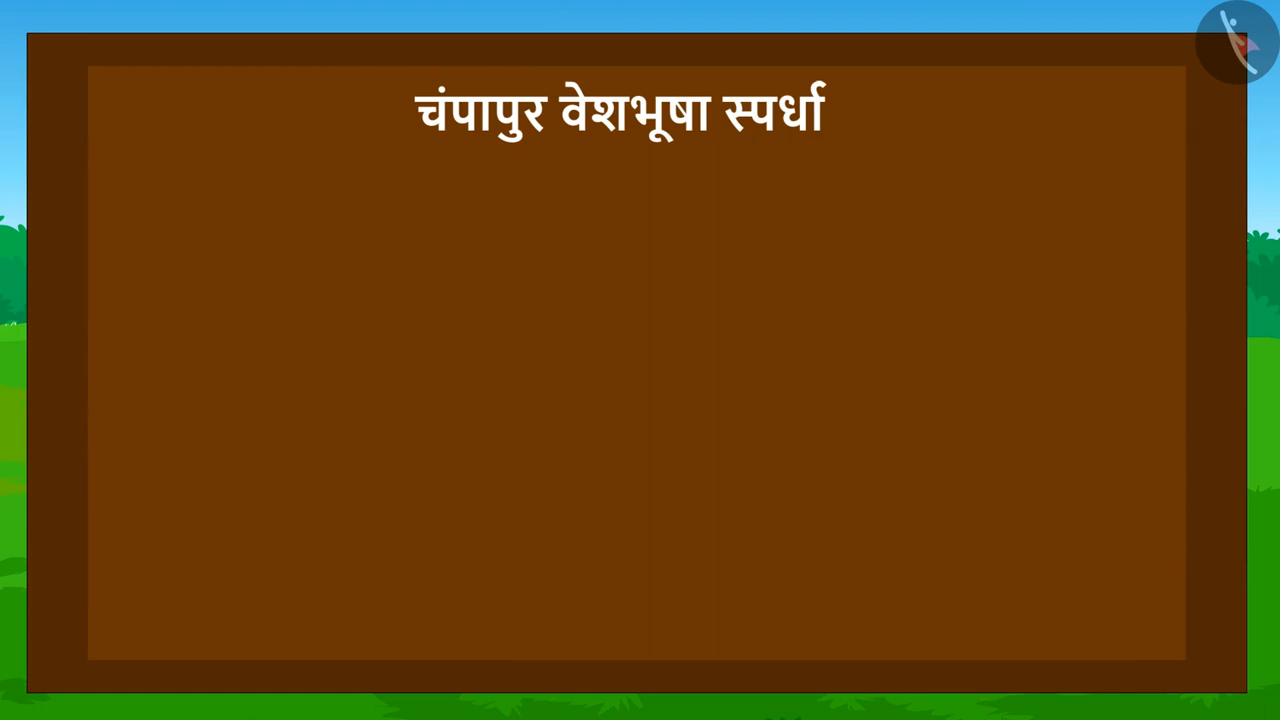 चंपापुर वेशभूषा स्पर्धा